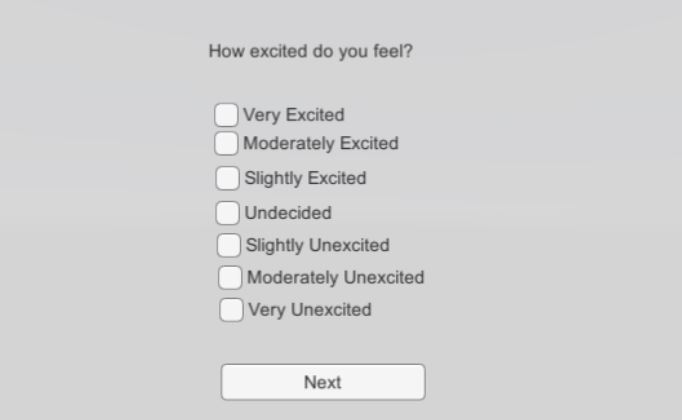 How excited do you feel?
Very Excited
Moderately Excited
Slightly Excited
Undecided
Slightly Unexcited
Moderately Unexcited
Very Unexcited
Next